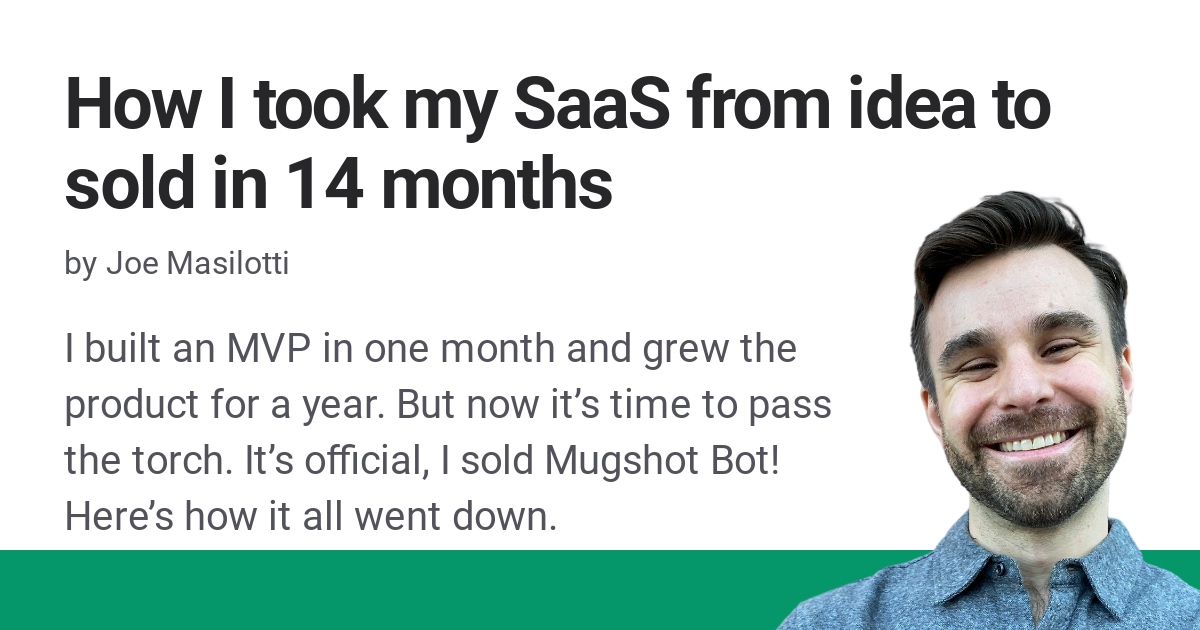 How I took my SaaS from idea to
sold in 14 months
by Joe Masilotti
I built an MVP in one month and grew the
product for a year. But now it’s time to pass
the torch. It’s official, I sold Mugshot Bot!
Here’s how it all went down.